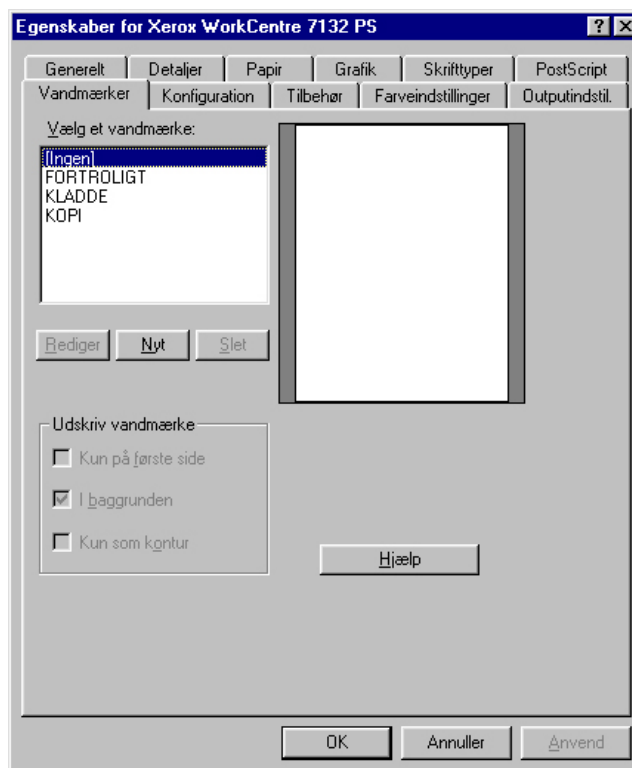 Egenskaber for Xerox WorkCentre 7132 PS
Generelt Detaljer Papir Grafik Skrifttyper PostScript
Vandmærker Konfiguration Tilbehør Farveindstillinger Outputindstil.
Vælg et vandmærke:
[Ingen]
FORTROLIGT
KLADDE
KOPI
Rediger Nyt Slet
Udskriv vandmærke
Kun på første side
I baggrunden
Kun som kontur
Hjælp
OK Annuller Anvend